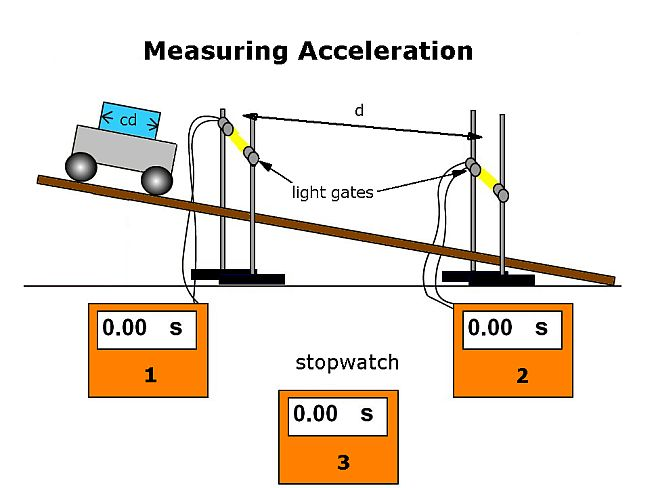 Measuring Acceleration
d
cd
light gates
0.00 s
1
0.00 s
2
stopwatch
0.00 s
3